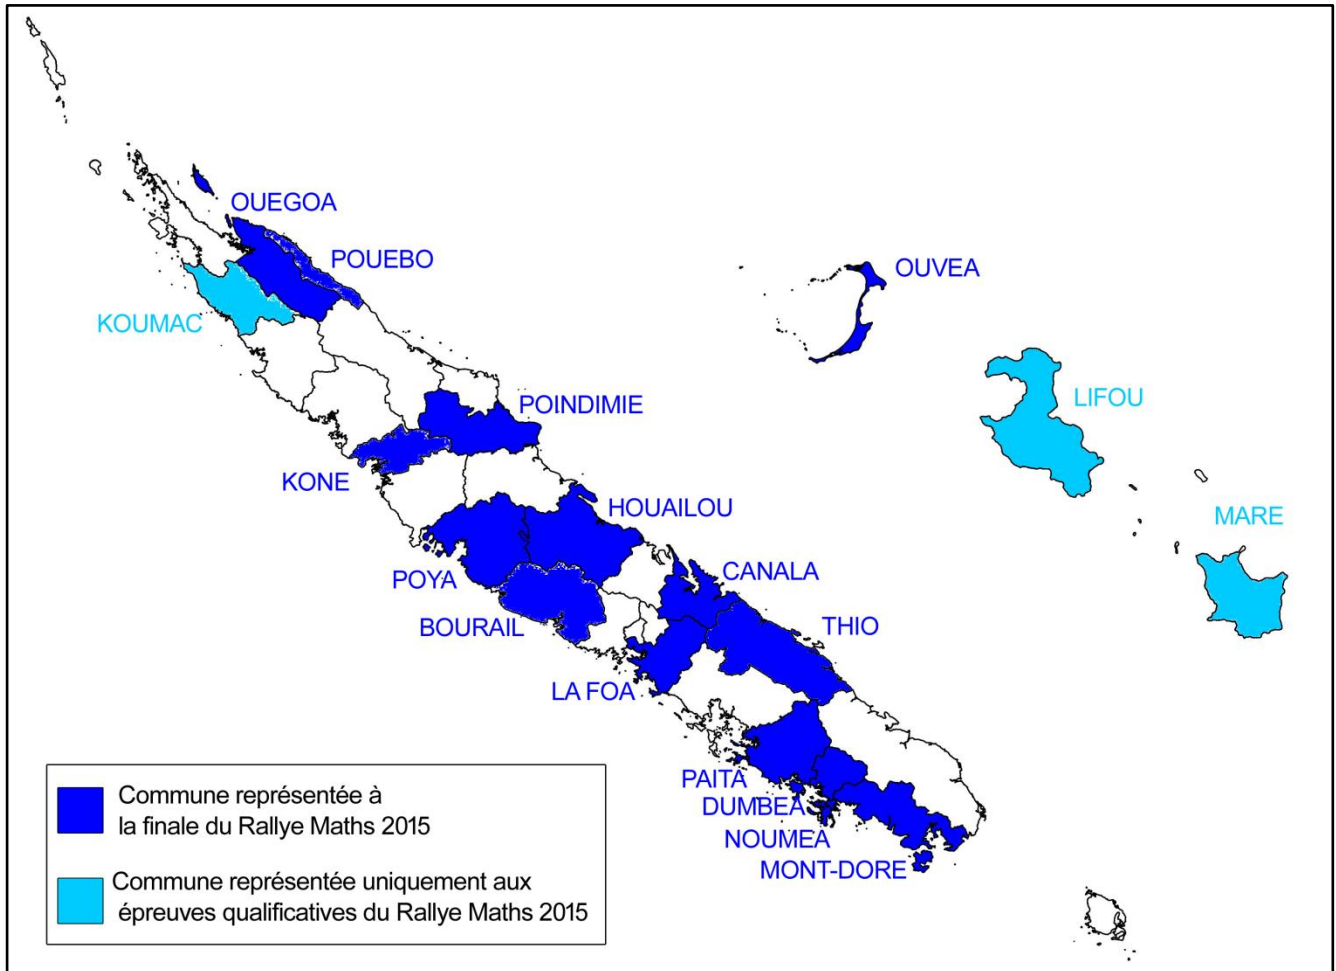 OUEGOA
POUEBO
OUVEA
KOUMAC
LIFOU
POINDIMIE
KONE
HOUAILOU
MARE
POYA
CANALA
BOURAIL
THIO
LA FOA
PAITA
DUMBEA
NOUMEA
MONT-DORE
Commune représentée à
la finale du Rallye Maths 2015
Commune représentée uniquement aux
épreuves qualificatives du Rallye Maths 2015